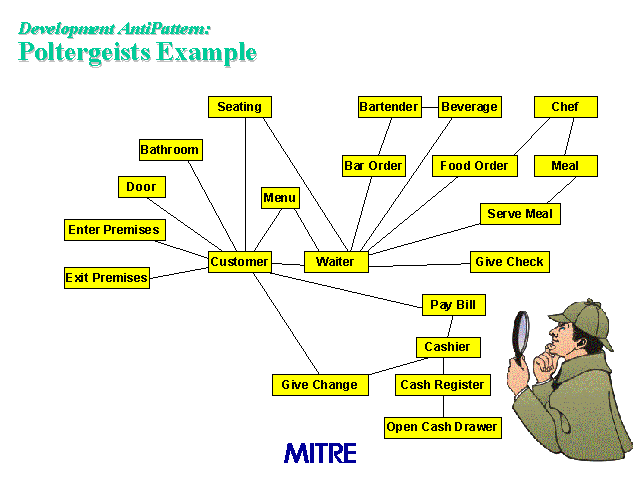 Development AntiPattern:
Poltergeists Example
Seating
Bartender
Beverage
Chef
Bathroom
Bar Order
Food Order
Meal
Door
Menu
Serve Meal
Enter Premises
Customer
Waiter
Give Check
Exit Premises
Pay Bill
Cashier
Give Change
Cash Register
Open Cash Drawer
MITRE